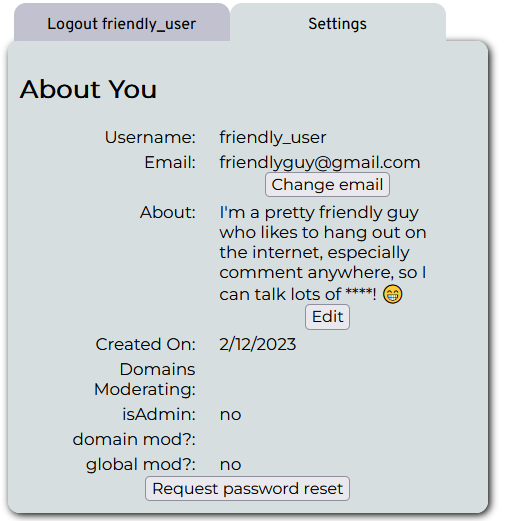 Logout friendly_user
Settings
About You
Username: friendly_user
Email: friendlyguy@gmail.com
Change email
About: I'm a pretty friendly guy
who likes to hang out on
the internet, especially
comment anywhere, so I
can talk lots of ****! 😁
Edit
Created On: 2/12/2023
Domains
Moderating:
isAdmin: no
domain mod?:
global mod?: no
Request password reset